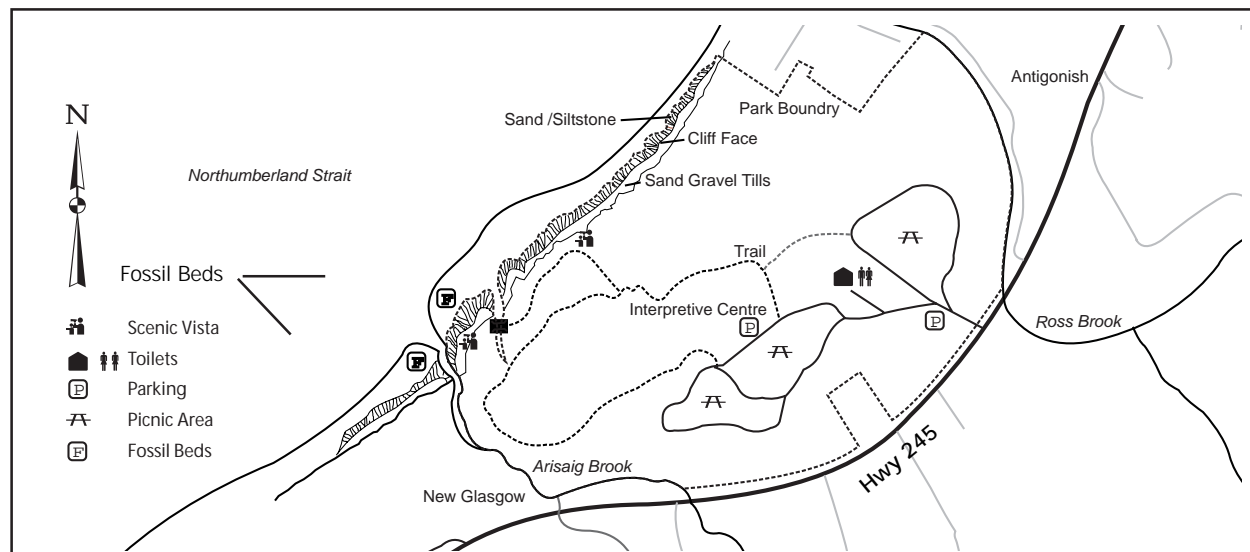 Antigonish
Park Boundry
Sand /Siltstone
Cliff Face
Sand Gravel Tills
N
Northumberland Strait
Fossil Beds
Trail
Interpretive Centre
P
P
F
F
Ross Brook
Scenic Vista
Toilets
P Parking
Picnic Area
F Fossil Beds
Hwy 245
Arisaig Brook
New Glasgow